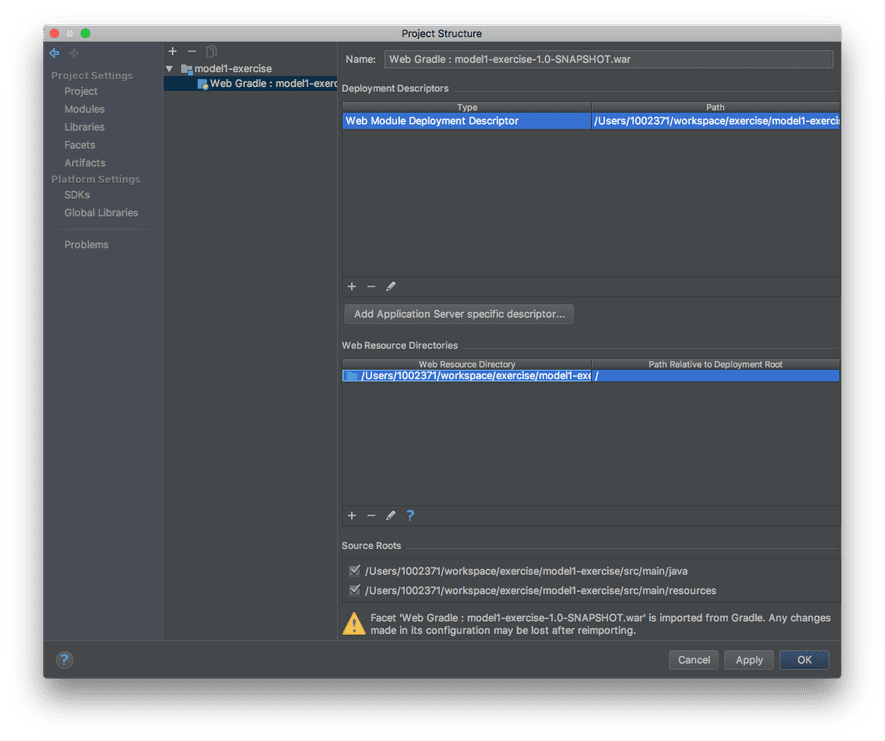 Project Structure
Project Settings
Project
Modules
Libraries
Facets
Artifacts
Platform Settings
SDKs
Global Libraries
Problems
model1-exercise
Web Gradle : model1-exerc
Name: Web Gradle : model1-exercise-1.0-SNAPSHOT.war
Deployment Descriptors
Type Path
Web Module Deployment Descriptor /Users/1002371/workspace/exercise/model1-exercis
Add Application Server specific descriptor...
Web Resource Directories
Web Resource Directory Path Relative to Deployment Root
/Users/1002371/workspace/exercise/model1-exe /
Source Roots
/Users/1002371/workspace/exercise/model1-exercise/src/main/java
/Users/1002371/workspace/exercise/model1-exercise/src/main/resources
Facet 'Web Gradle : model1-exercise-1.0-SNAPSHOT.war' is imported from Gradle. Any changes
made in its configuration may be lost after reimporting.
Cancel Apply OK